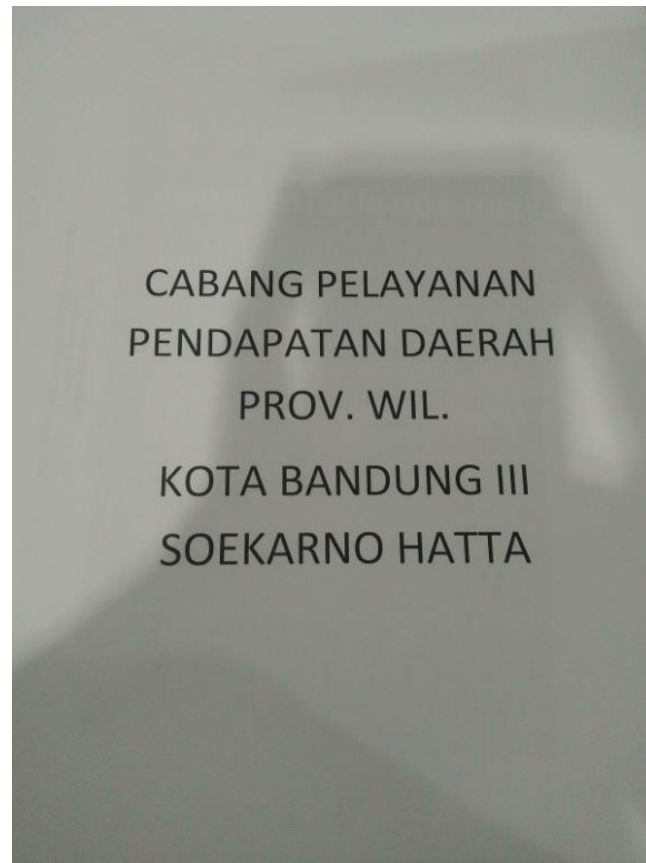 CABANG PELAYANAN
PENDAPATAN DAERAH
PROV. WIL.
KOTA BANDUNG III
SOEKARNO HATTA